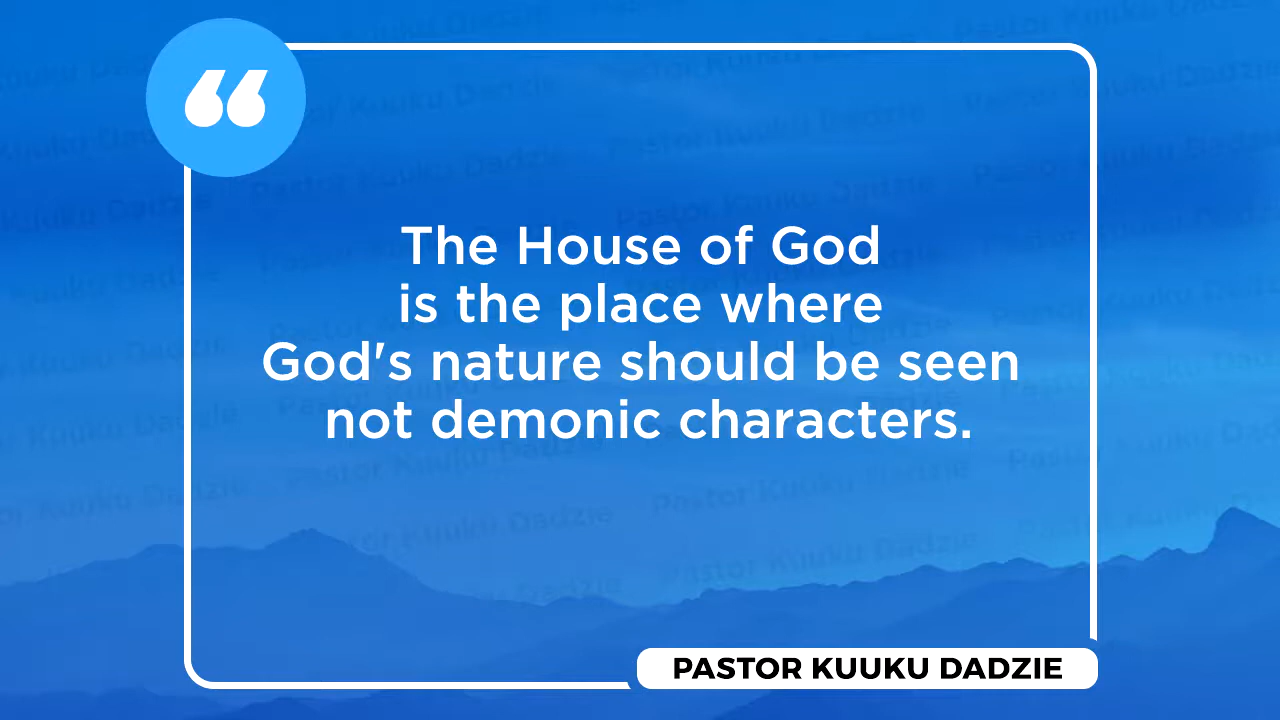 The House of God
is the place where
God's nature should be seen
not demonic characters.
PASTOR KUUKU DADZIE